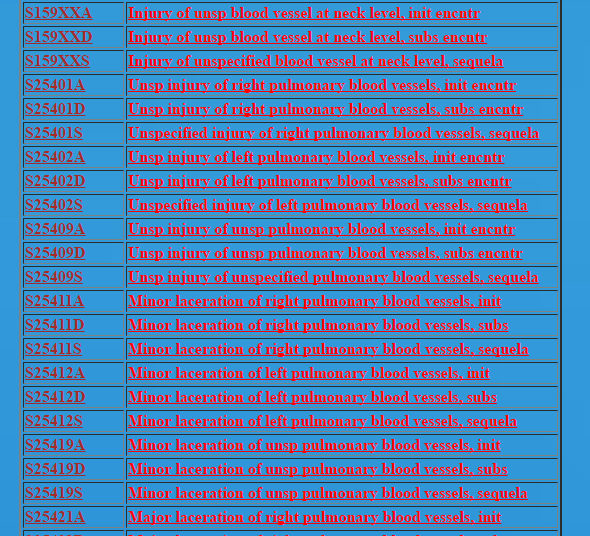 S159XXA Injury of unsp blood vessel at neck level, init encntr
S159XXD Injury of unsp blood vessel at neck level, subs encntr
S159XXS Injury of unspecified blood vessel at neck level, sequela
S25401A Unsp injury of right pulmonary blood vessels, init encntr
S25401D Unsp injury of right pulmonary blood vessels, subs encntr
S25401S Unspecified injury of right pulmonary blood vessels, sequela
S25402A Unsp injury of left pulmonary blood vessels, init encntr
S25402D Unsp injury of left pulmonary blood vessels, subs encntr
S25402S Unspecified injury of left pulmonary blood vessels, sequela
S25409A Unsp injury of unsp pulmonary blood vessels, init encntr
S25409D Unsp injury of unsp pulmonary blood vessels, subs encntr
S25409S Unsp injury of unspecified pulmonary blood vessels, sequela
S25411A Minor laceration of right pulmonary blood vessels, init
S25411D Minor laceration of right pulmonary blood vessels, subs
S25411S Minor laceration of right pulmonary blood vessels, sequela
S25412A Minor laceration of left pulmonary blood vessels, init
S25412D Minor laceration of left pulmonary blood vessels, subs
S25412S Minor laceration of left pulmonary blood vessels, sequela
S25419A Minor laceration of unsp pulmonary blood vessels, init
S25419D Minor laceration of unsp pulmonary blood vessels, subs
S25419S Minor laceration of unsp pulmonary blood vessels, sequela
S25421A Major laceration of right pulmonary blood vessels, init